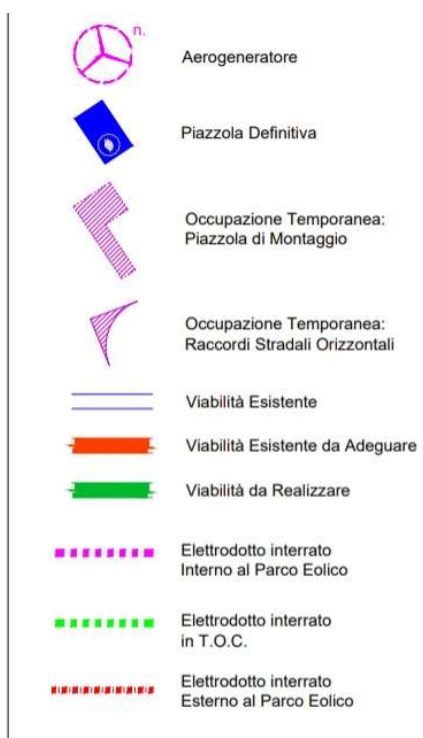 n.
Aerogeneratore
Piazzola Definitiva
Occupazione Temporanea:
Piazzola di Montaggio
Occupazione Temporanea:
Raccordi Stradali Orizzontali
Viabilità Esistente
Viabilità Esistente da Adeguare
Viabilità da Realizzare
Elettrodotto interrato
Interno al Parco Eolico
Elettrodotto interrato
in T.O.C.
Elettrodotto interrato
Esterno al Parco Eolico